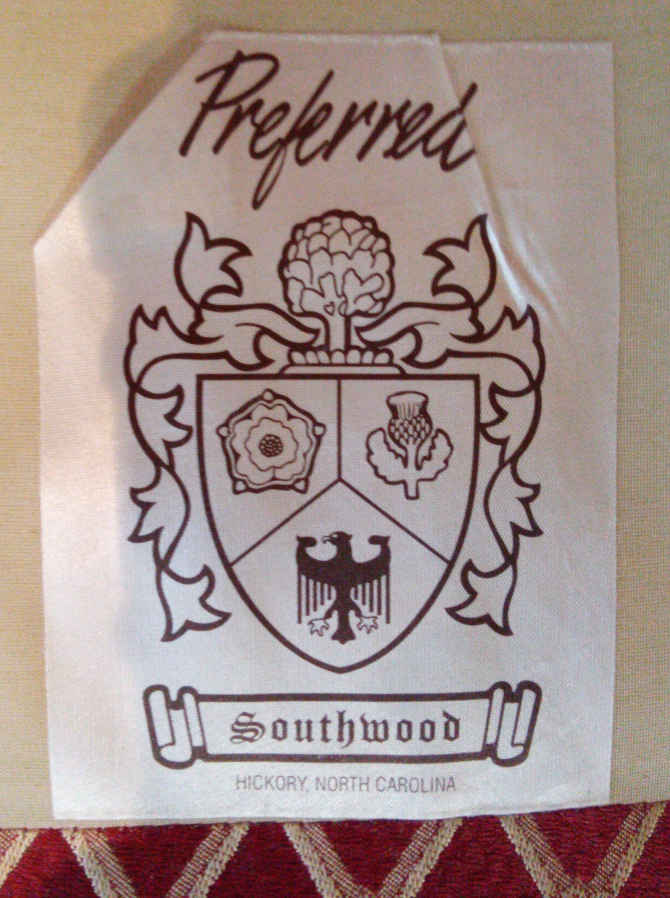 Preferred
Southwood
HICKORY, NORTH CAROLINA